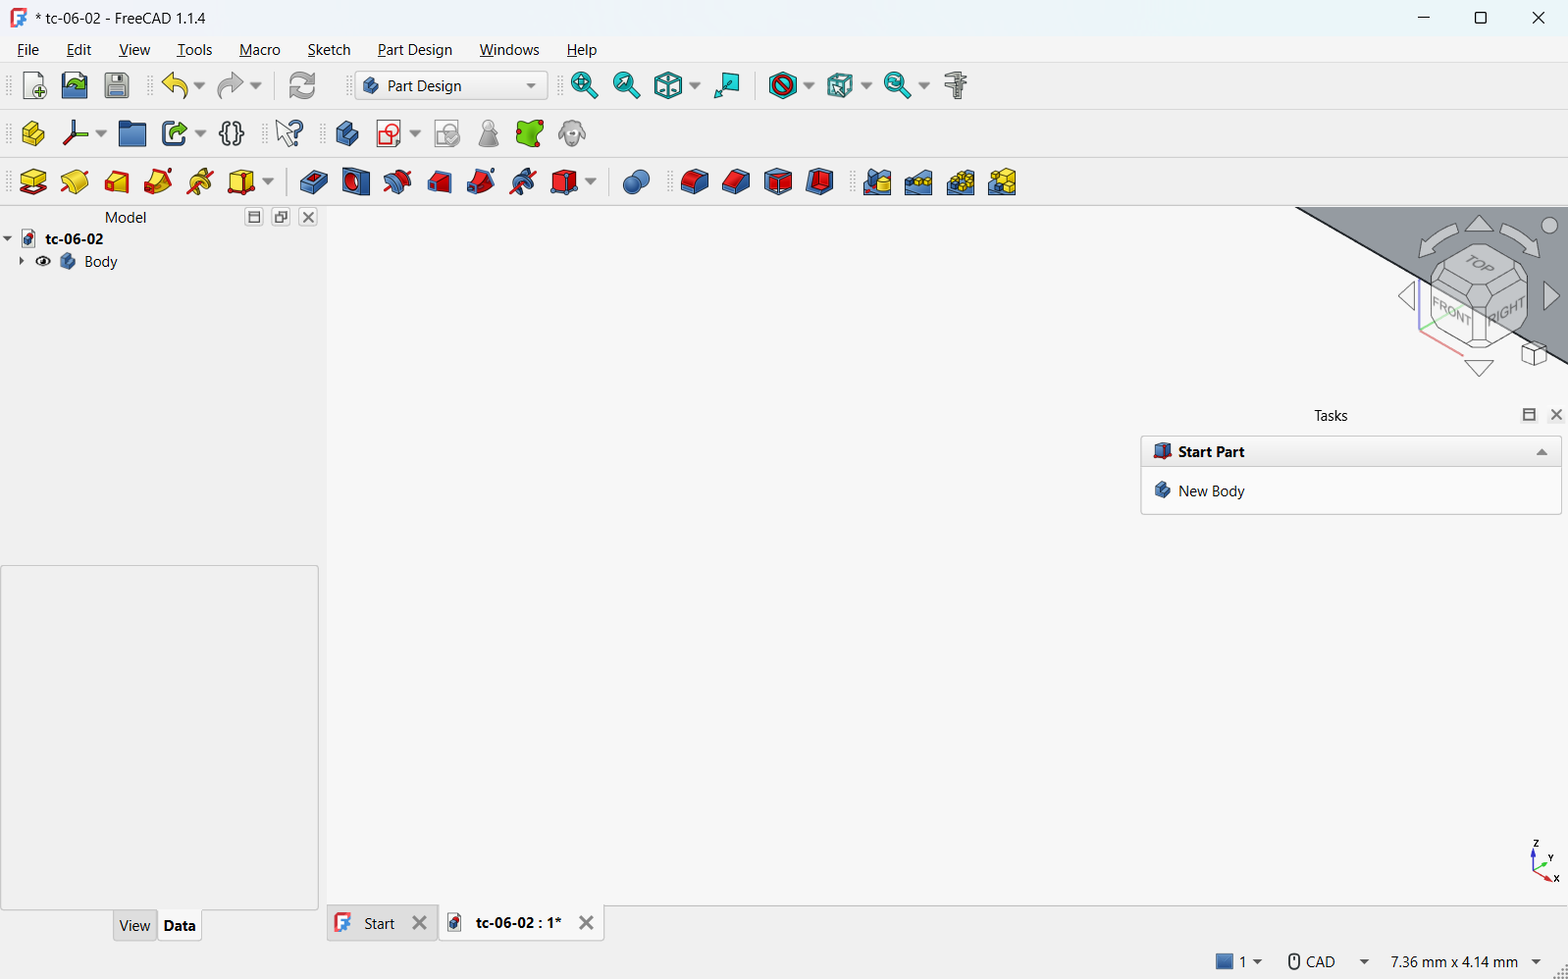 * tc-06-02 - FreeCAD 1.1.4
File Edit View Tools Macro Sketch Part Design Windows Help
Part Design
Model
tc-06-02
Body
TOP
FRONT RIGHT
Tasks
Start Part
New Body
Z
Y
X
View Data
Start tc-06-02 : 1*
1 CAD 7.36 mm x 4.14 mm